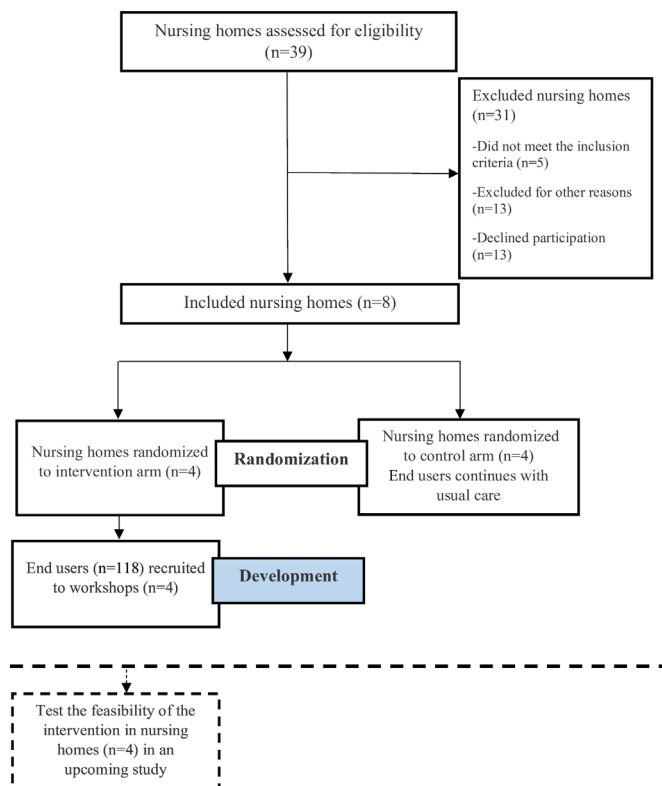 Nursing homes assessed for eligibility
(n=39)
Excluded nursing homes
(n=31)
-Did not meet the inclusion
criteria (n=5)
-Excluded for other reasons
(n=13)
-Declined participation
(n=13)
Included nursing homes (n=8)
Nursing homes randomized
to intervention arm (n=4)
Randomization
Nursing homes randomized
to control arm (n=4)
End users continues with
usual care
End users (n=118) recruited
to workshops (n=4)
Development
Test the feasibility of the
intervention in nursing
homes (n=4) in an
upcoming study